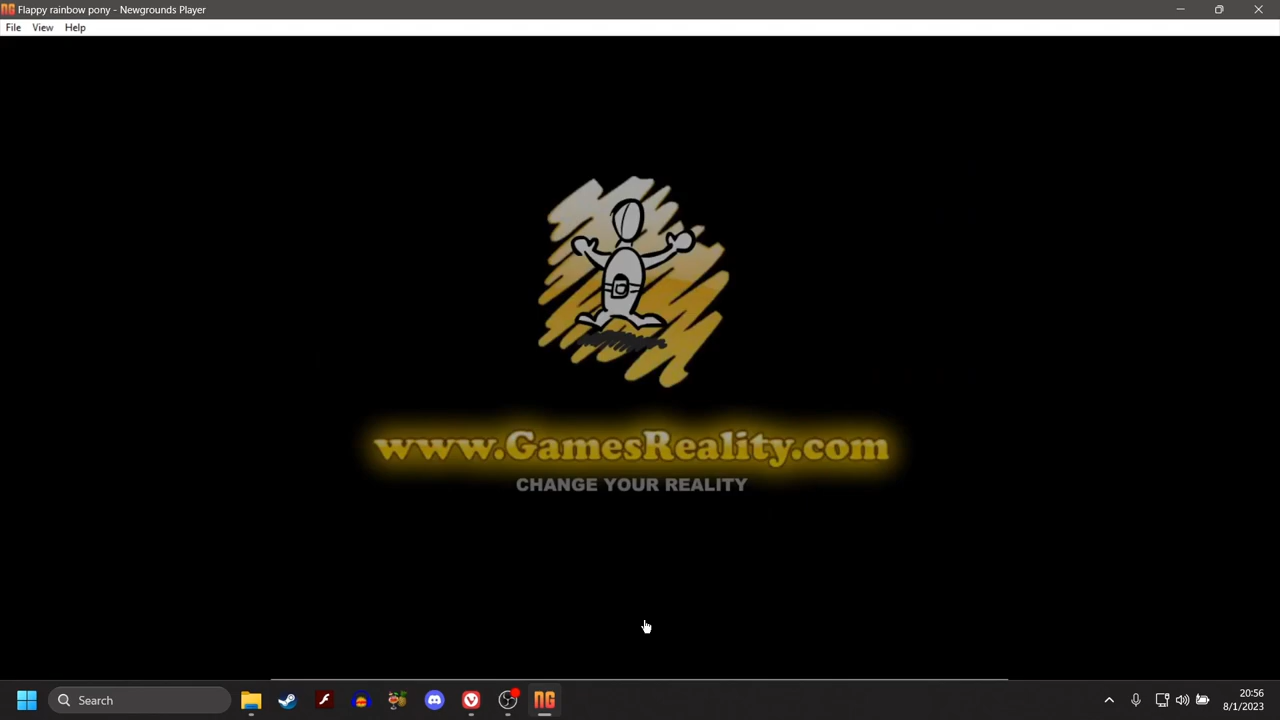 Flappy rainbow pony - Newgrounds Player
File View Help
www.GamesReality.com
CHANGE YOUR REALITY
Search
NG
20:56
8/1/2023